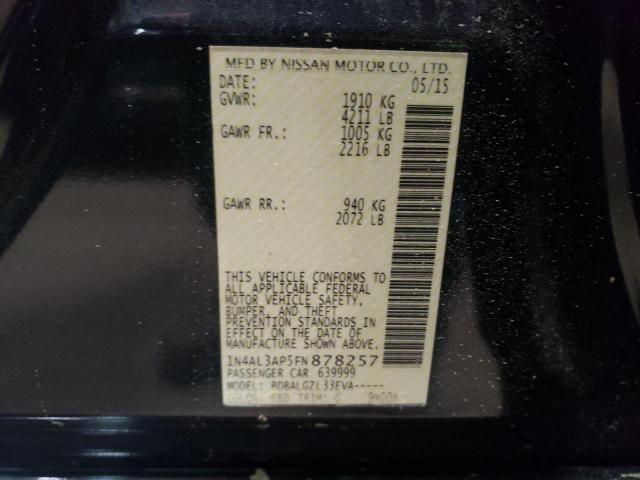 MFD BY NISSAN MOTOR CO., LTD.
DATE: 05/15
GVWR: 1910 KG
4211 LB
GAWR FR.: 1005 KG
2216 LB
GAWR RR.: 940 KG
2072 LB
THIS VEHICLE CONFORMS TO
ALL APPLICABLE FEDERAL
MOTOR VEHICLE SAFETY,
BUMPER, AND THEFT
PREVENTION STANDARDS IN
EFFECT ON THE DATE OF
MANUFACTURE SHOWN ABOVE.
1N4AL3AP5FN878257
PASSENGER CAR 639999
MODEL: BDBALGZL33EVA-----
COLOR: TRIM: G